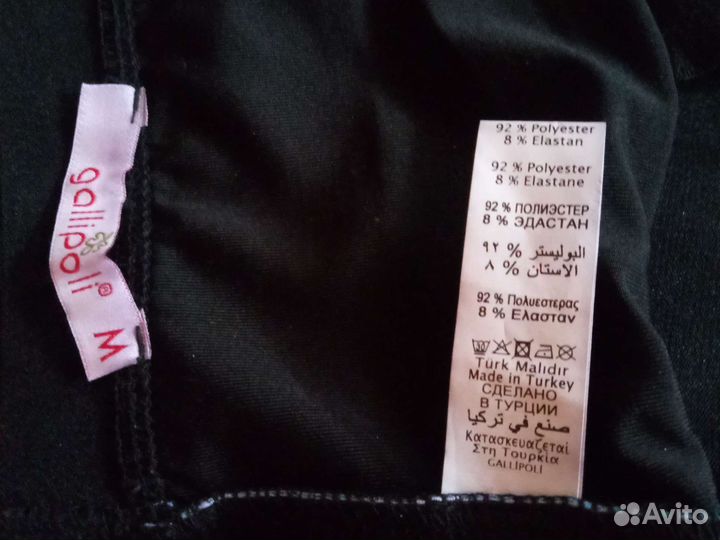 gallipoli® M
92 % Polyester
8 % Elastan
92 % Polyester
8 % Elastane
92 % ПОЛИЭСТЕР
8 % ЭДАСТАН
البوليستر % ٩٢
الاستان % ٨
92 % Πολυεστερας
8 % Ελασταν
Türk Malıdır
Made in Turkey
СДЕЛАНО
В ТУРЦИИ
صنع في تركيا
Κατασκευαζεται
Στη Τουρκια
GALLIPOLI
Avito